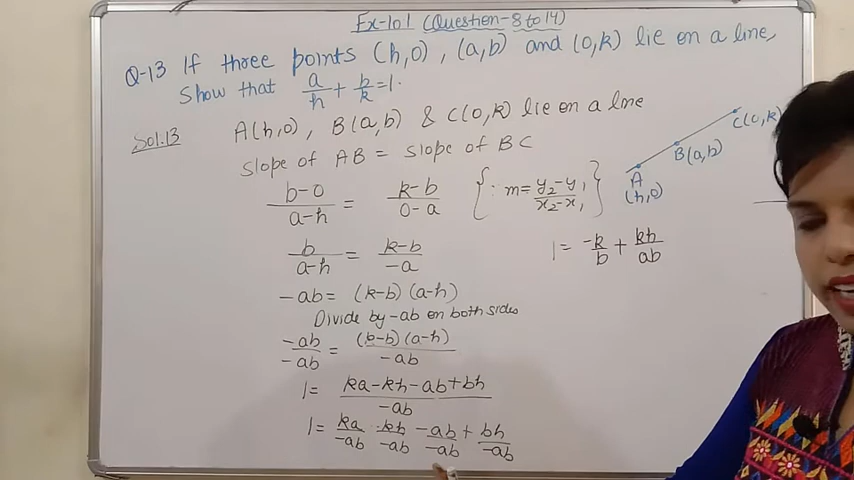 Ex-10.1 (Question-8 to 14)
Q-13 If three points (h,0), (a,b) and (0,k) lie on a line,
Show that a/h + b/k = 1.
Sol.13 A(h,0), B(a,b) & C(0,k) lie on a line
Slope of AB = slope of BC
b-0/a-h = k-b/0-a {∵ m = y₂-y₁/x₂-x₁}
b/a-h = k-b/-a
-ab = (k-b)(a-h)
Divide by -ab on both sides
-ab/-ab = (k-b)(a-h)/-ab
1 = ka-kh-ab+bh/-ab
1 = ka/-ab - kh/-ab - ab/-ab + bh/-ab
1 = -k/b + kh/ab
A
(h,0)
B(a,b)
C(0,k)